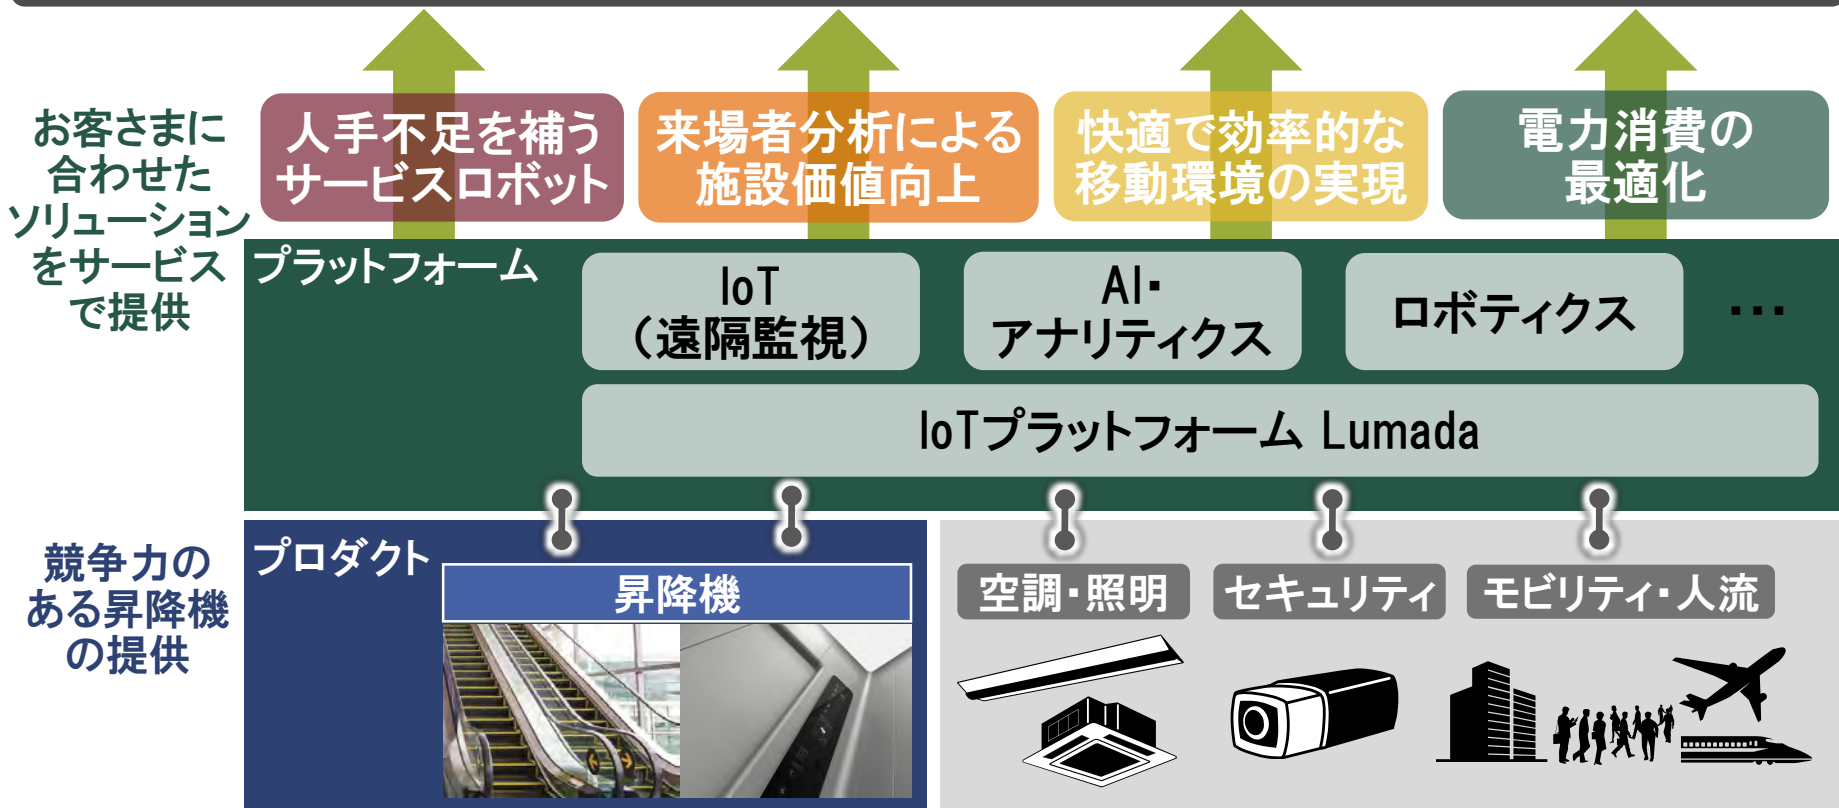 お客さまに
合わせた
ソリューション
をサービス
で提供
人手不足を補う
サービスロボット
来場者分析による
施設価値向上
快適で効率的な
移動環境の実現
電力消費の
最適化
プラットフォーム
IoT
（遠隔監視）
AI・
アナリティクス
ロボティクス
・・・
IoTプラットフォーム Lumada
競争力の
ある昇降機
の提供
プロダクト
昇降機
空調・照明
セキュリティ
モビリティ・人流